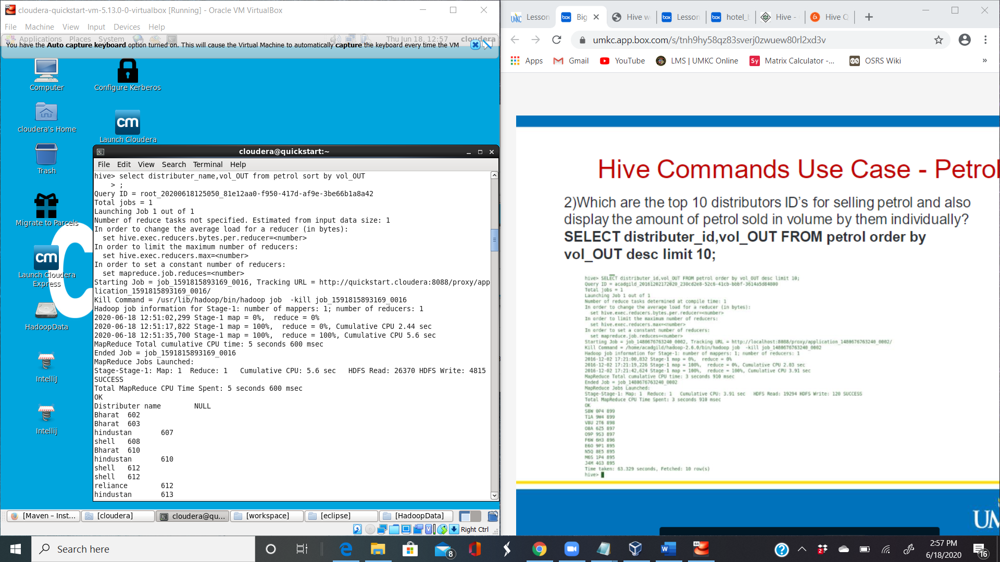 cloudera-quickstart-vm-5.13.0-0-virtualbox [Running] - Oracle VM VirtualBox
File Machine View Input Devices Help
Applications Places System Thu Jun 18, 12:57 cloudera
You have the Auto capture keyboard option turned on. This will cause the Virtual Machine to automatically capture the keyboard every time the VM
Computer
Configure Kerberos
cloudera's Home
cm
Launch Cloudera
Trash
Migrate to Parcels
cm
Launch Cloudera
Express
HadoopData
Intellij
Intellij
cloudera@quickstart:~
File Edit View Search Terminal Help
hive> select distributer_name,vol_OUT from petrol sort by vol_OUT
    > ;
Query ID = root_20200618125050_81e12aa0-f950-417d-af9e-3be66b1a8a42
Total jobs = 1
Launching Job 1 out of 1
Number of reduce tasks not specified. Estimated from input data size: 1
In order to change the average load for a reducer (in bytes):
  set hive.exec.reducers.bytes.per.reducer=<number>
In order to limit the maximum number of reducers:
  set hive.exec.reducers.max=<number>
In order to set a constant number of reducers:
  set mapreduce.job.reduces=<number>
Starting Job = job_1591815893169_0016, Tracking URL = http://quickstart.cloudera:8088/proxy/app
lication_1591815893169_0016/
Kill Command = /usr/lib/hadoop/bin/hadoop job  -kill job_1591815893169_0016
Hadoop job information for Stage-1: number of mappers: 1; number of reducers: 1
2020-06-18 12:51:02,299 Stage-1 map = 0%,  reduce = 0%
2020-06-18 12:51:17,822 Stage-1 map = 100%,  reduce = 0%, Cumulative CPU 2.44 sec
2020-06-18 12:51:35,700 Stage-1 map = 100%,  reduce = 100%, Cumulative CPU 5.6 sec
MapReduce Total cumulative CPU time: 5 seconds 600 msec
Ended Job = job_1591815893169_0016
MapReduce Jobs Launched:
Stage-Stage-1: Map: 1  Reduce: 1   Cumulative CPU: 5.6 sec   HDFS Read: 26370 HDFS Write: 4815
SUCCESS
Total MapReduce CPU Time Spent: 5 seconds 600 msec
OK
Distributer name        NULL
Bharat  602
Bharat  603
hindustan       607
shell   608
Bharat  610
hindustan       610
shell   612
shell   612
reliance        612
hindustan       613
[Maven – Inst... [cloudera] cloudera@qu... [workspace] [eclipse] [HadoopData]
Right Ctrl
UMKC Lesson box Big Hive w box Lesson box hotel_ Hive - Hive Q
umkc.app.box.com/s/tnh9hy58qz83sverj0zwuew80rl2xd3v
Apps Gmail YouTube LMS | UMKC Online Sy Matrix Calculator -... OS OSRS Wiki »
Hive Commands Use Case - Petrol
2)Which are the top 10 distributors ID's for selling petrol and also
display the amount of petrol sold in volume by them individually?
SELECT distributer_id,vol_OUT FROM petrol order by
vol_OUT desc limit 10;
hive> SELECT distributer_id,vol_OUT FROM petrol order by vol_OUT desc limit 10;
Query ID = acadgild_20161202172020_230cd2e8-52c6-41cb-bbbf-3614a5d84800
Total jobs = 1
Launching Job 1 out of 1
Number of reduce tasks determined at compile time: 1
In order to change the average load for a reducer (in bytes):
  set hive.exec.reducers.bytes.per.reducer=<number>
In order to limit the maximum number of reducers:
  set hive.exec.reducers.max=<number>
In order to set a constant number of reducers:
  set mapreduce.job.reduces=<number>
Starting Job = job_1480676763240_0002, Tracking URL = http://localhost:8088/proxy/application_1480676763240_0002/
Kill Command = /home/acadgild/hadoop-2.6.0/bin/hadoop job  -kill job_1480676763240_0002
Hadoop job information for Stage-1: number of mappers: 1; number of reducers: 1
2016-12-02 17:21:00,832 Stage-1 map = 0%,  reduce = 0%
2016-12-02 17:21:19,226 Stage-1 map = 100%,  reduce = 0%, Cumulative CPU 2.03 sec
2016-12-02 17:21:42,624 Stage-1 map = 100%,  reduce = 100%, Cumulative CPU 3.91 sec
MapReduce Total cumulative CPU time: 3 seconds 910 msec
Ended Job = job_1480676763240_0002
MapReduce Jobs Launched:
Stage-Stage-1: Map: 1  Reduce: 1   Cumulative CPU: 3.91 sec   HDFS Read: 19294 HDFS Write: 120 SUCCESS
Total MapReduce CPU Time Spent: 3 seconds 910 msec
OK
S8W 0P4 899
T1A 9W4 899
V8U 2T6 898
O8A 6Z5 897
O9P 9S3 897
F6W 6H3 896
E6O 9P1 895
N5Q 8E5 895
M6S 1P4 895
J4M 4G3 895
Time taken: 63.329 seconds, Fetched: 10 row(s)
hive>
UM
Search here
8
2
2:57 PM
6/18/2020
16